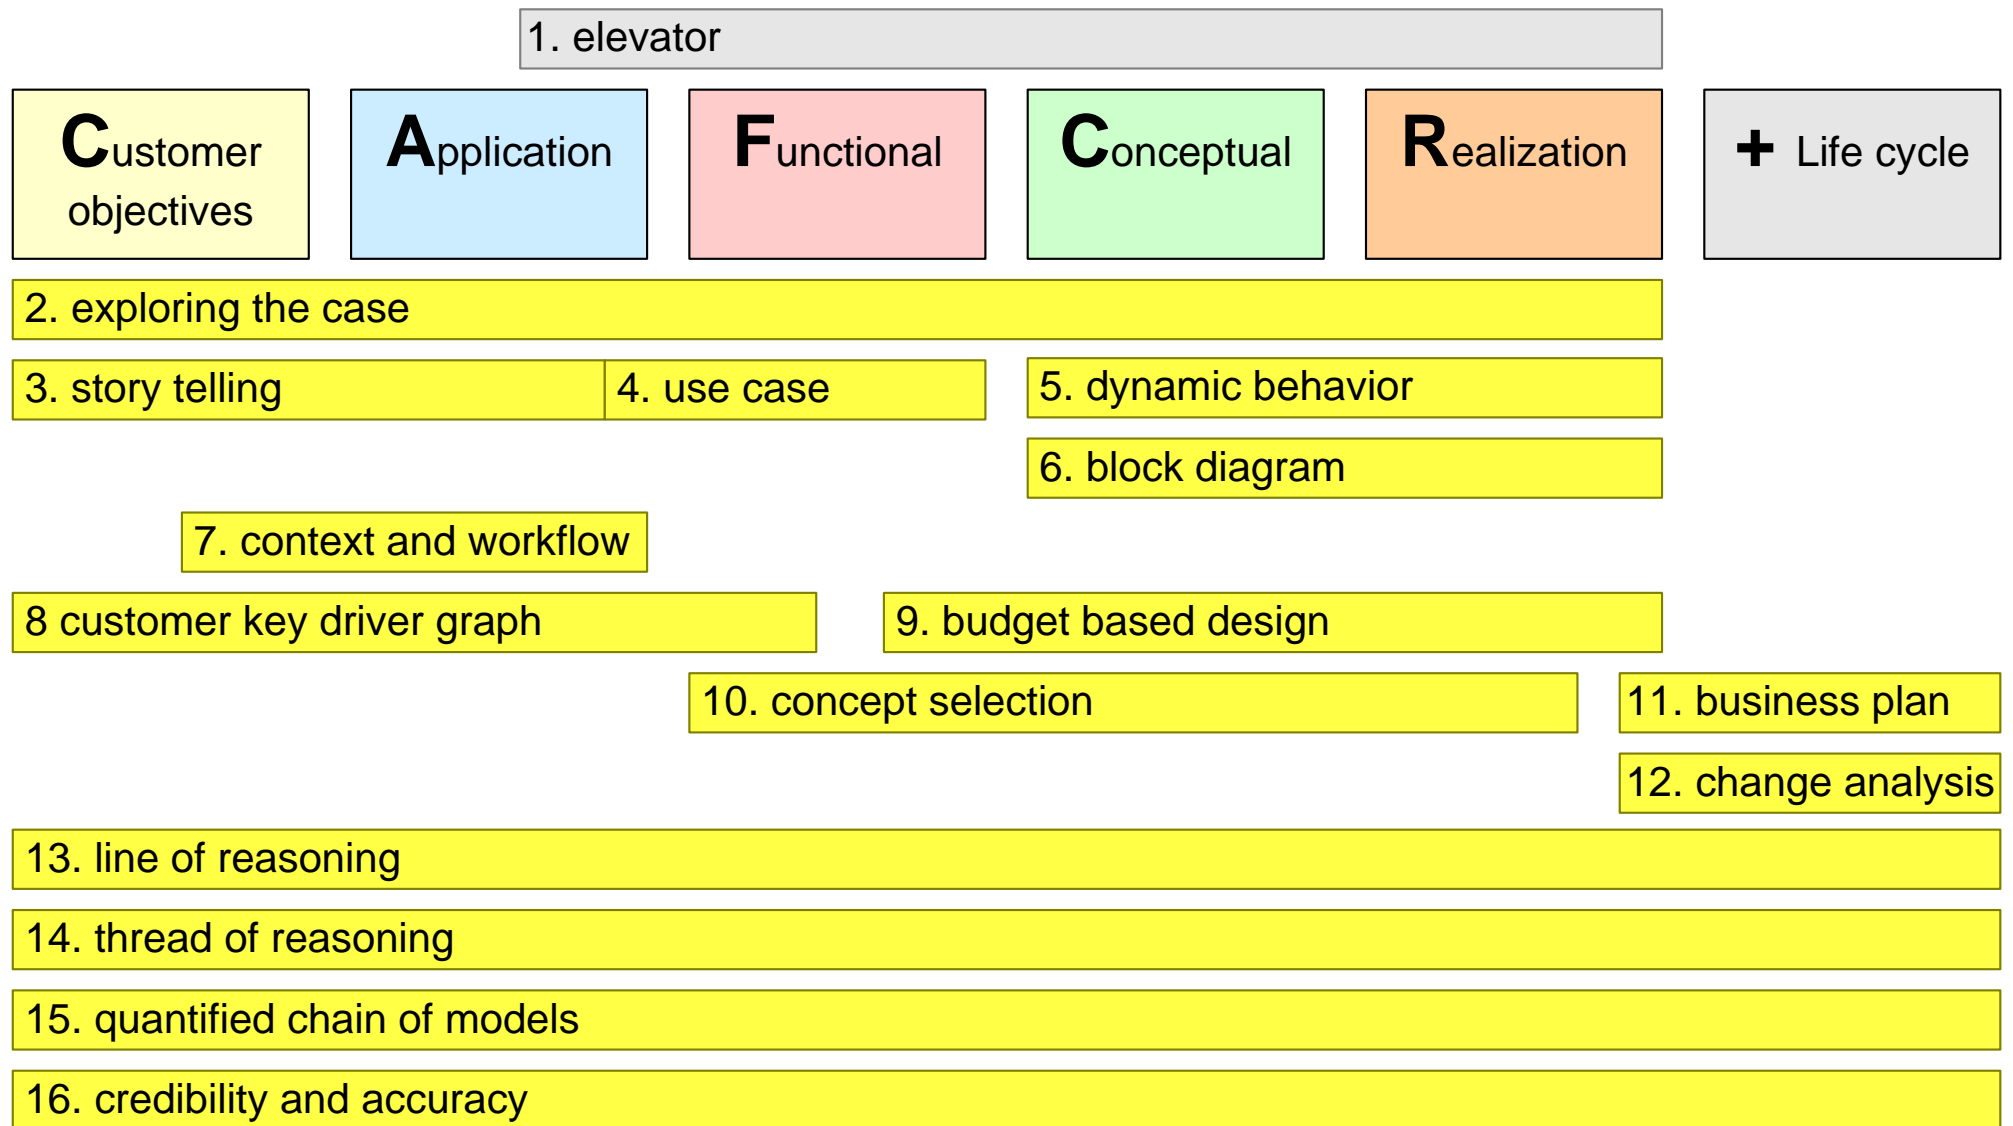 1. elevator
Customer
objectives
Application
Functional
Conceptual
Realization
+ Life cycle
2. exploring the case
3. story telling
4. use case
5. dynamic behavior
6. block diagram
7. context and workflow
8 customer key driver graph
9. budget based design
10. concept selection
11. business plan
12. change analysis
13. line of reasoning
14. thread of reasoning
15. quantified chain of models
16. credibility and accuracy